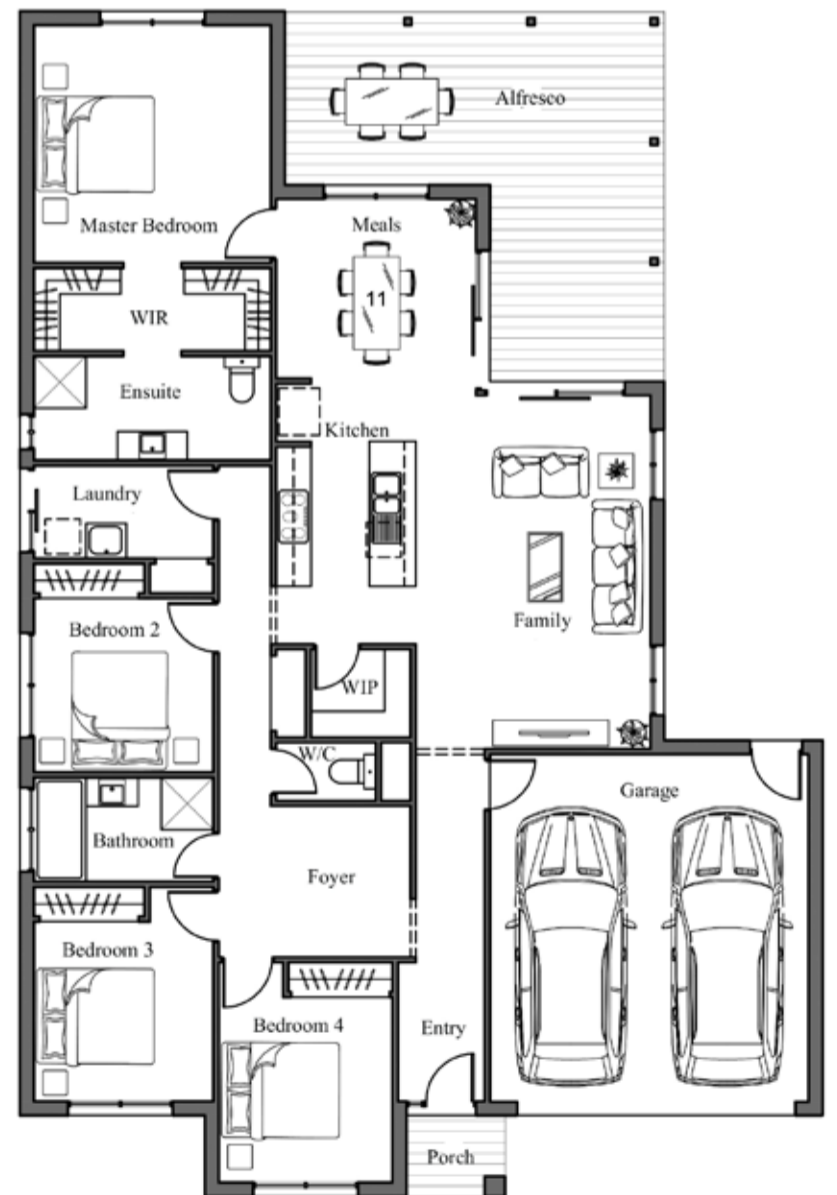 Alfresco
Master Bedroom
Meals
11
WIR
Ensuite
Kitchen
Laundry
Family
Bedroom 2
WIP
W/C
Garage
Bathroom
Foyer
Bedroom 3
Bedroom 4
Entry
Porch